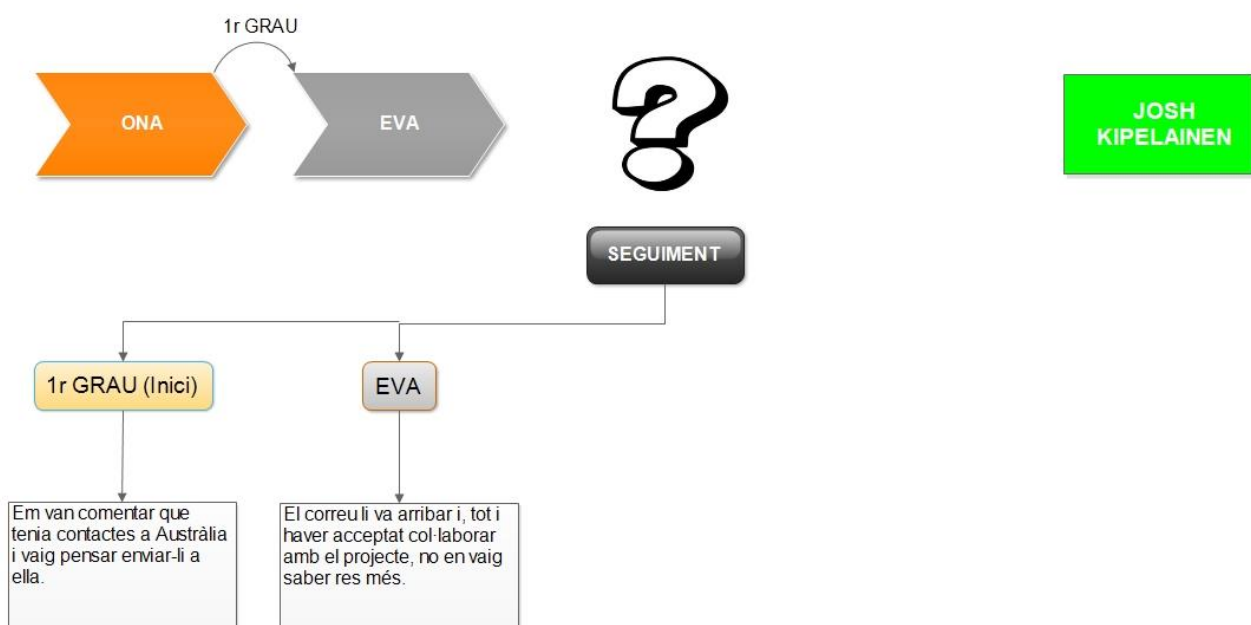 1r GRAU
ONA
EVA
JOSH
KIPELAINEN
SEGUIMENT
1r GRAU (Inici)
EVA
Em van comentar que
tenia contactes a Austràlia
i vaig pensar enviar-li a
ella.
El correu li va arribar i, tot i
haver acceptat col·laborar
amb el projecte, no en vaig
saber res més.